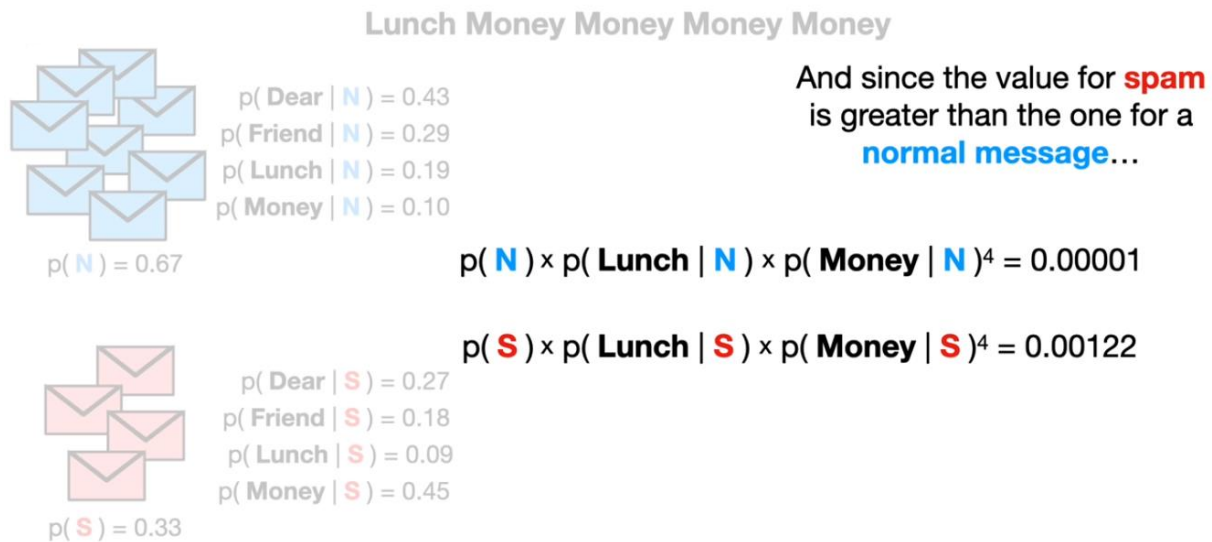 Lunch Money Money Money Money
And since the value for spam
is greater than the one for a
normal message...
p( Dear | N ) = 0.43
p( Friend | N ) = 0.29
p( Lunch | N ) = 0.19
p( Money | N ) = 0.10
p( N ) = 0.67
p( N ) x p( Lunch | N ) x p( Money | N )⁴ = 0.00001
p( S ) x p( Lunch | S ) x p( Money | S )⁴ = 0.00122
p( Dear | S ) = 0.27
p( Friend | S ) = 0.18
p( Lunch | S ) = 0.09
p( Money | S ) = 0.45
p( S ) = 0.33